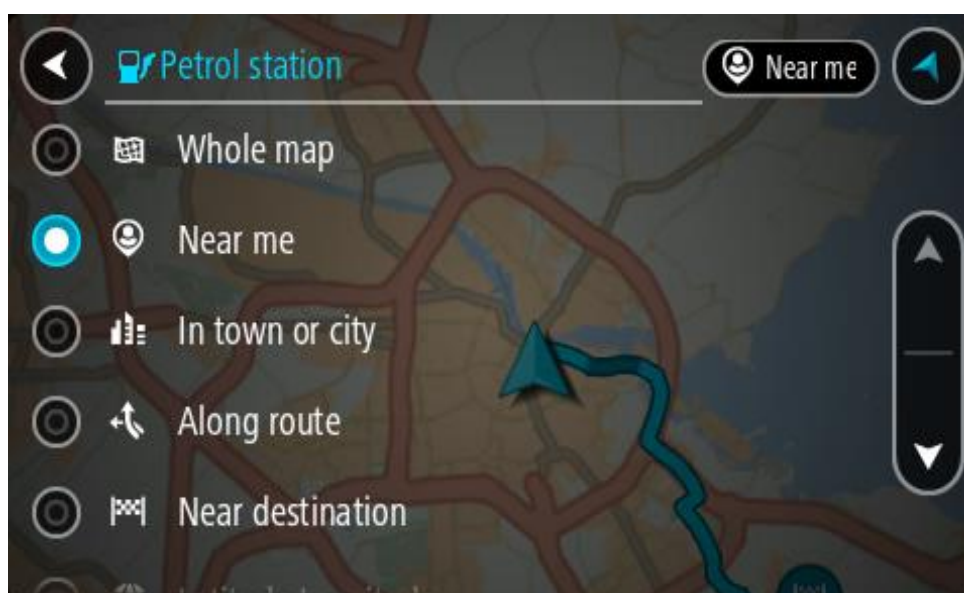 Petrol station
Near me
Whole map
Near me
In town or city
Along route
Near destination